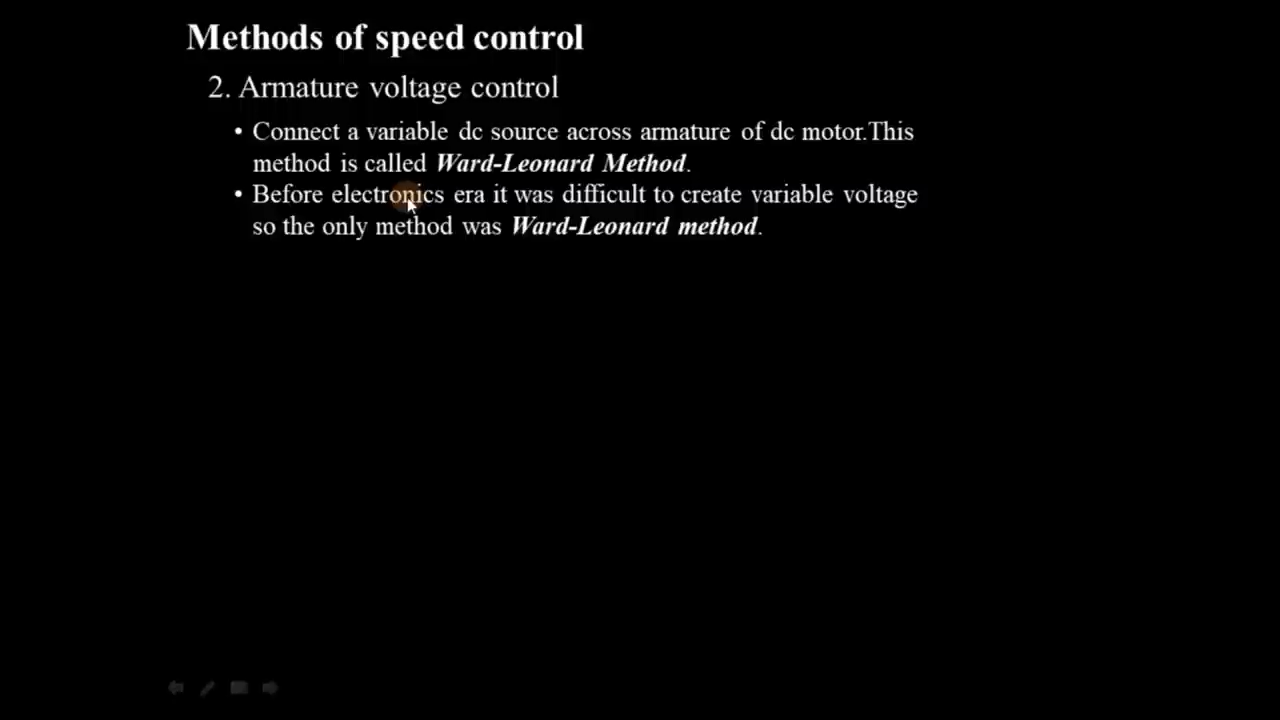 Methods of speed control
2. Armature voltage control
• Connect a variable dc source across armature of dc motor.This
method is called Ward-Leonard Method.
• Before electronics era it was difficult to create variable voltage
so the only method was Ward-Leonard method.